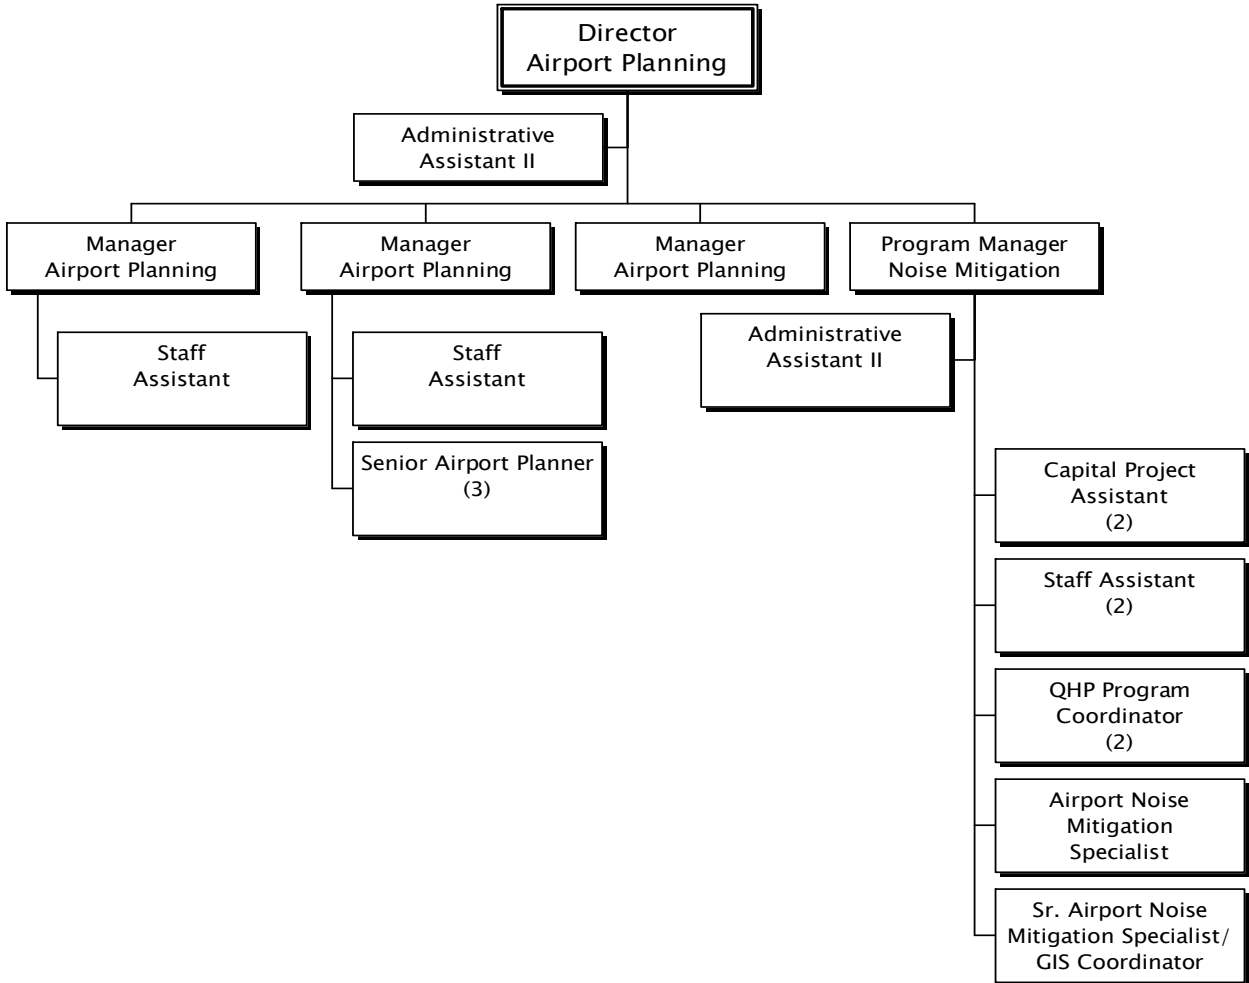 Director
Airport Planning
Administrative
Assistant II
Manager
Airport Planning
Manager
Airport Planning
Manager
Airport Planning
Program Manager
Noise Mitigation
Staff
Assistant
Staff
Assistant
Senior Airport Planner
(3)
Administrative
Assistant II
Capital Project
Assistant
(2)
Staff Assistant
(2)
QHP Program
Coordinator
(2)
Airport Noise
Mitigation
Specialist
Sr. Airport Noise
Mitigation Specialist/
GIS Coordinator